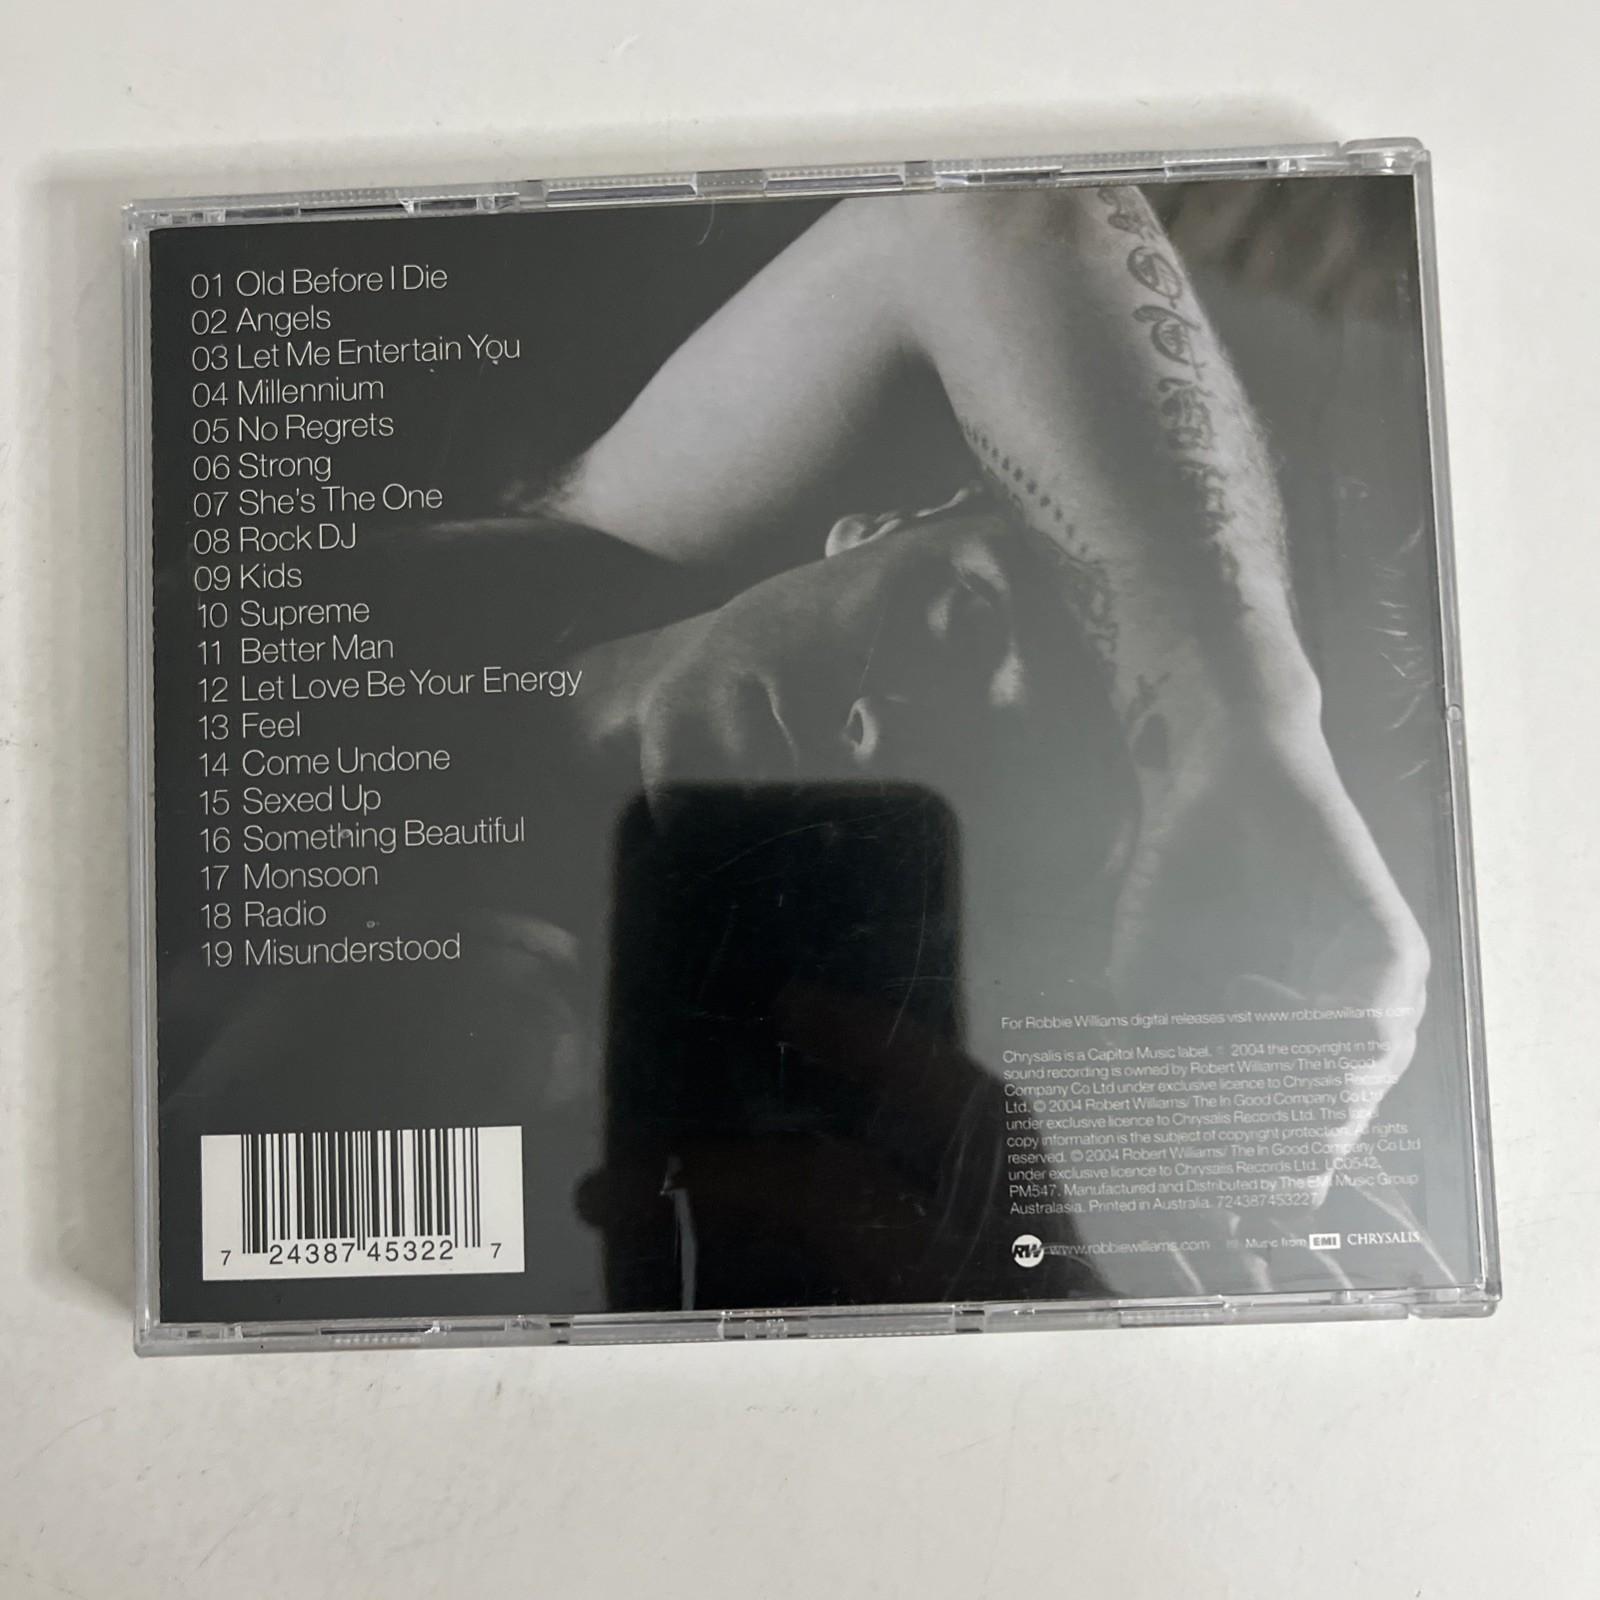 01 Old Before I Die
02 Angels
03 Let Me Entertain You
04 Millennium
05 No Regrets
06 Strong
07 She's The One
08 Rock DJ
09 Kids
10 Supreme
11 Better Man
12 Let Love Be Your Energy
13 Feel
14 Come Undone
15 Sexed Up
16 Something Beautiful
17 Monsoon
18 Radio
19 Misunderstood
For Robbie Williams digital releases visit www.robbiewilliams.com
Chrysalis is a Capitol Music label. ℗ 2004 the copyright in this
sound recording is owned by Robert Williams/The In Good
Company Co Ltd under exclusive licence to Chrysalis Records
Ltd. © 2004 Robert Williams/The In Good Company Co Ltd
under exclusive licence to Chrysalis Records Ltd. This label
copy information is the subject of copyright protection. All rights
reserved. © 2004 Robert Williams/ The In Good Company Co Ltd
under exclusive licence to Chrysalis Records Ltd. LC0542.
PM547. Manufactured and Distributed by The EMI Music Group
Australasia. Printed in Australia. 724387453227
7 24387 45322 7
RW www.robbiewilliams.com Music from EMI CHRYSALIS